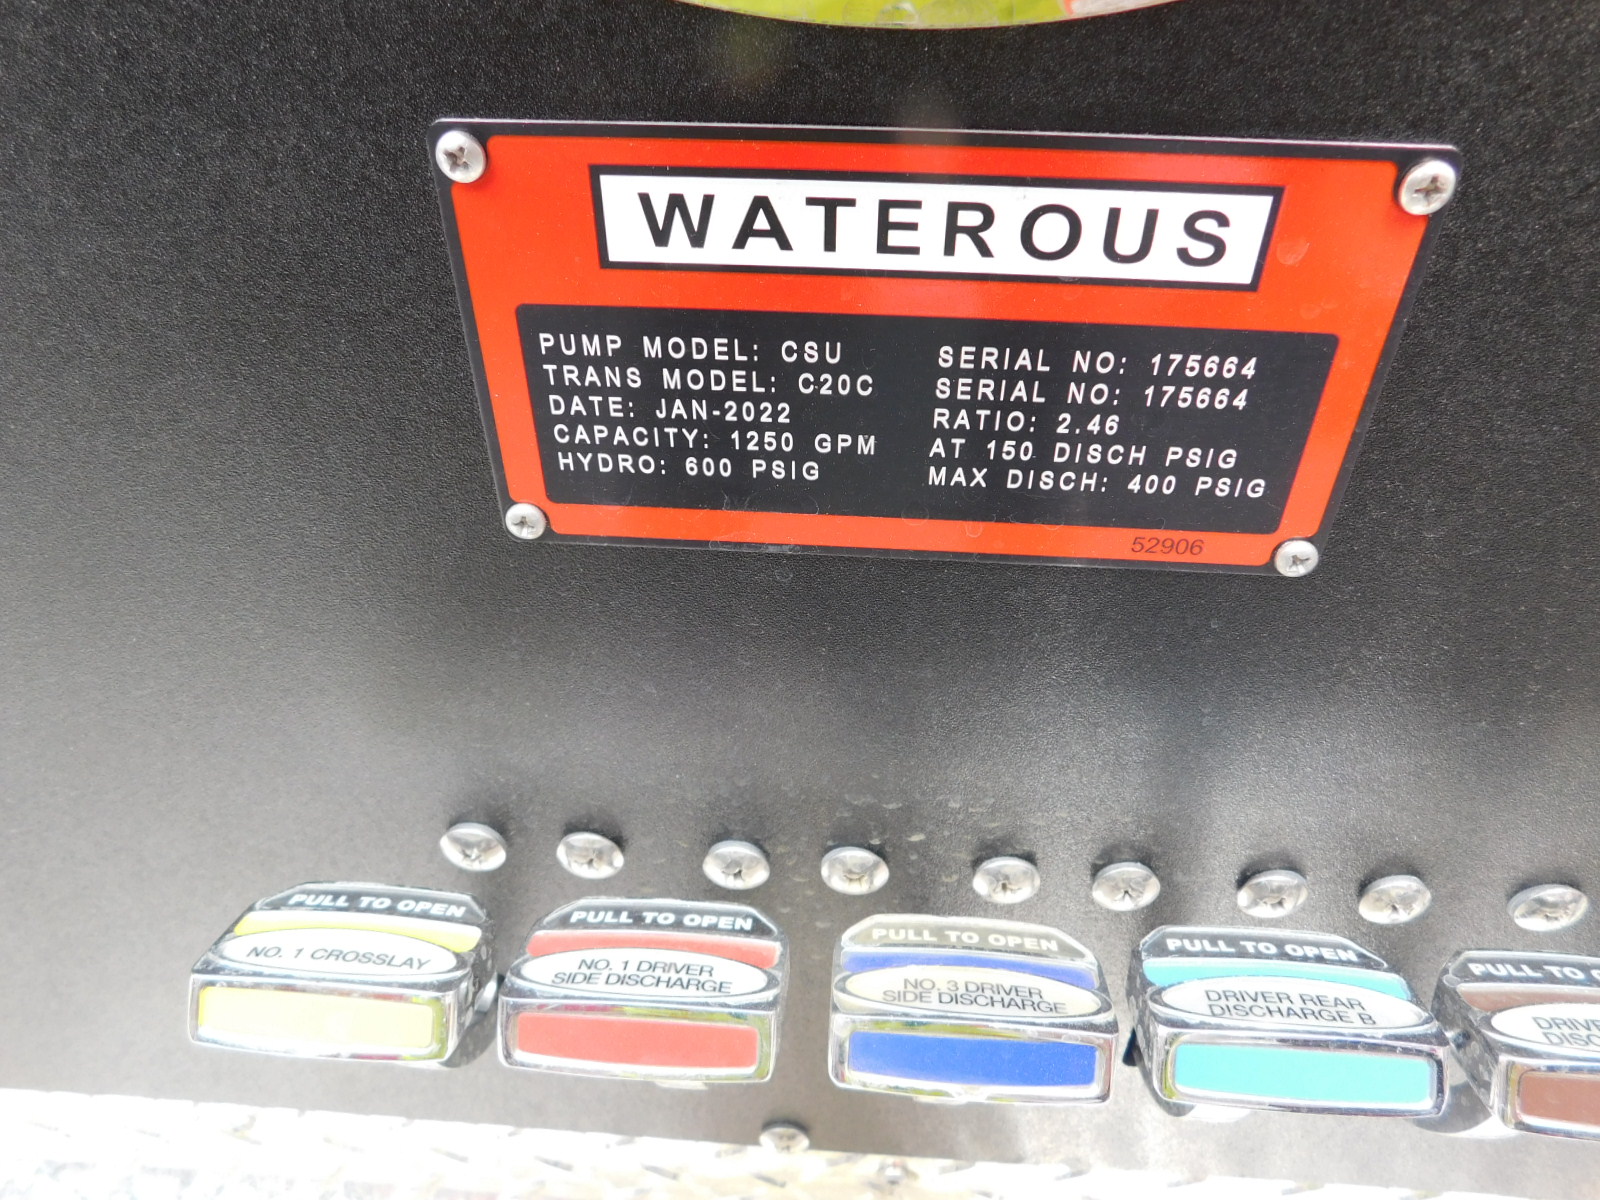 WATEROUS
PUMP MODEL: CSU SERIAL NO: 175664
TRANS MODEL: C20C SERIAL NO: 175664
DATE: JAN-2022 RATIO: 2.46
CAPACITY: 1250 GPM AT 150 DISCH PSIG
HYDRO: 600 PSIG MAX DISCH: 400 PSIG
52906
PULL TO OPEN
NO. 1 CROSSLAY
PULL TO OPEN
NO. 1 DRIVER
SIDE DISCHARGE
PULL TO OPEN
NO. 3 DRIVER
SIDE DISCHARGE
PULL TO OPEN
DRIVER REAR
DISCHARGE B
PULL TO